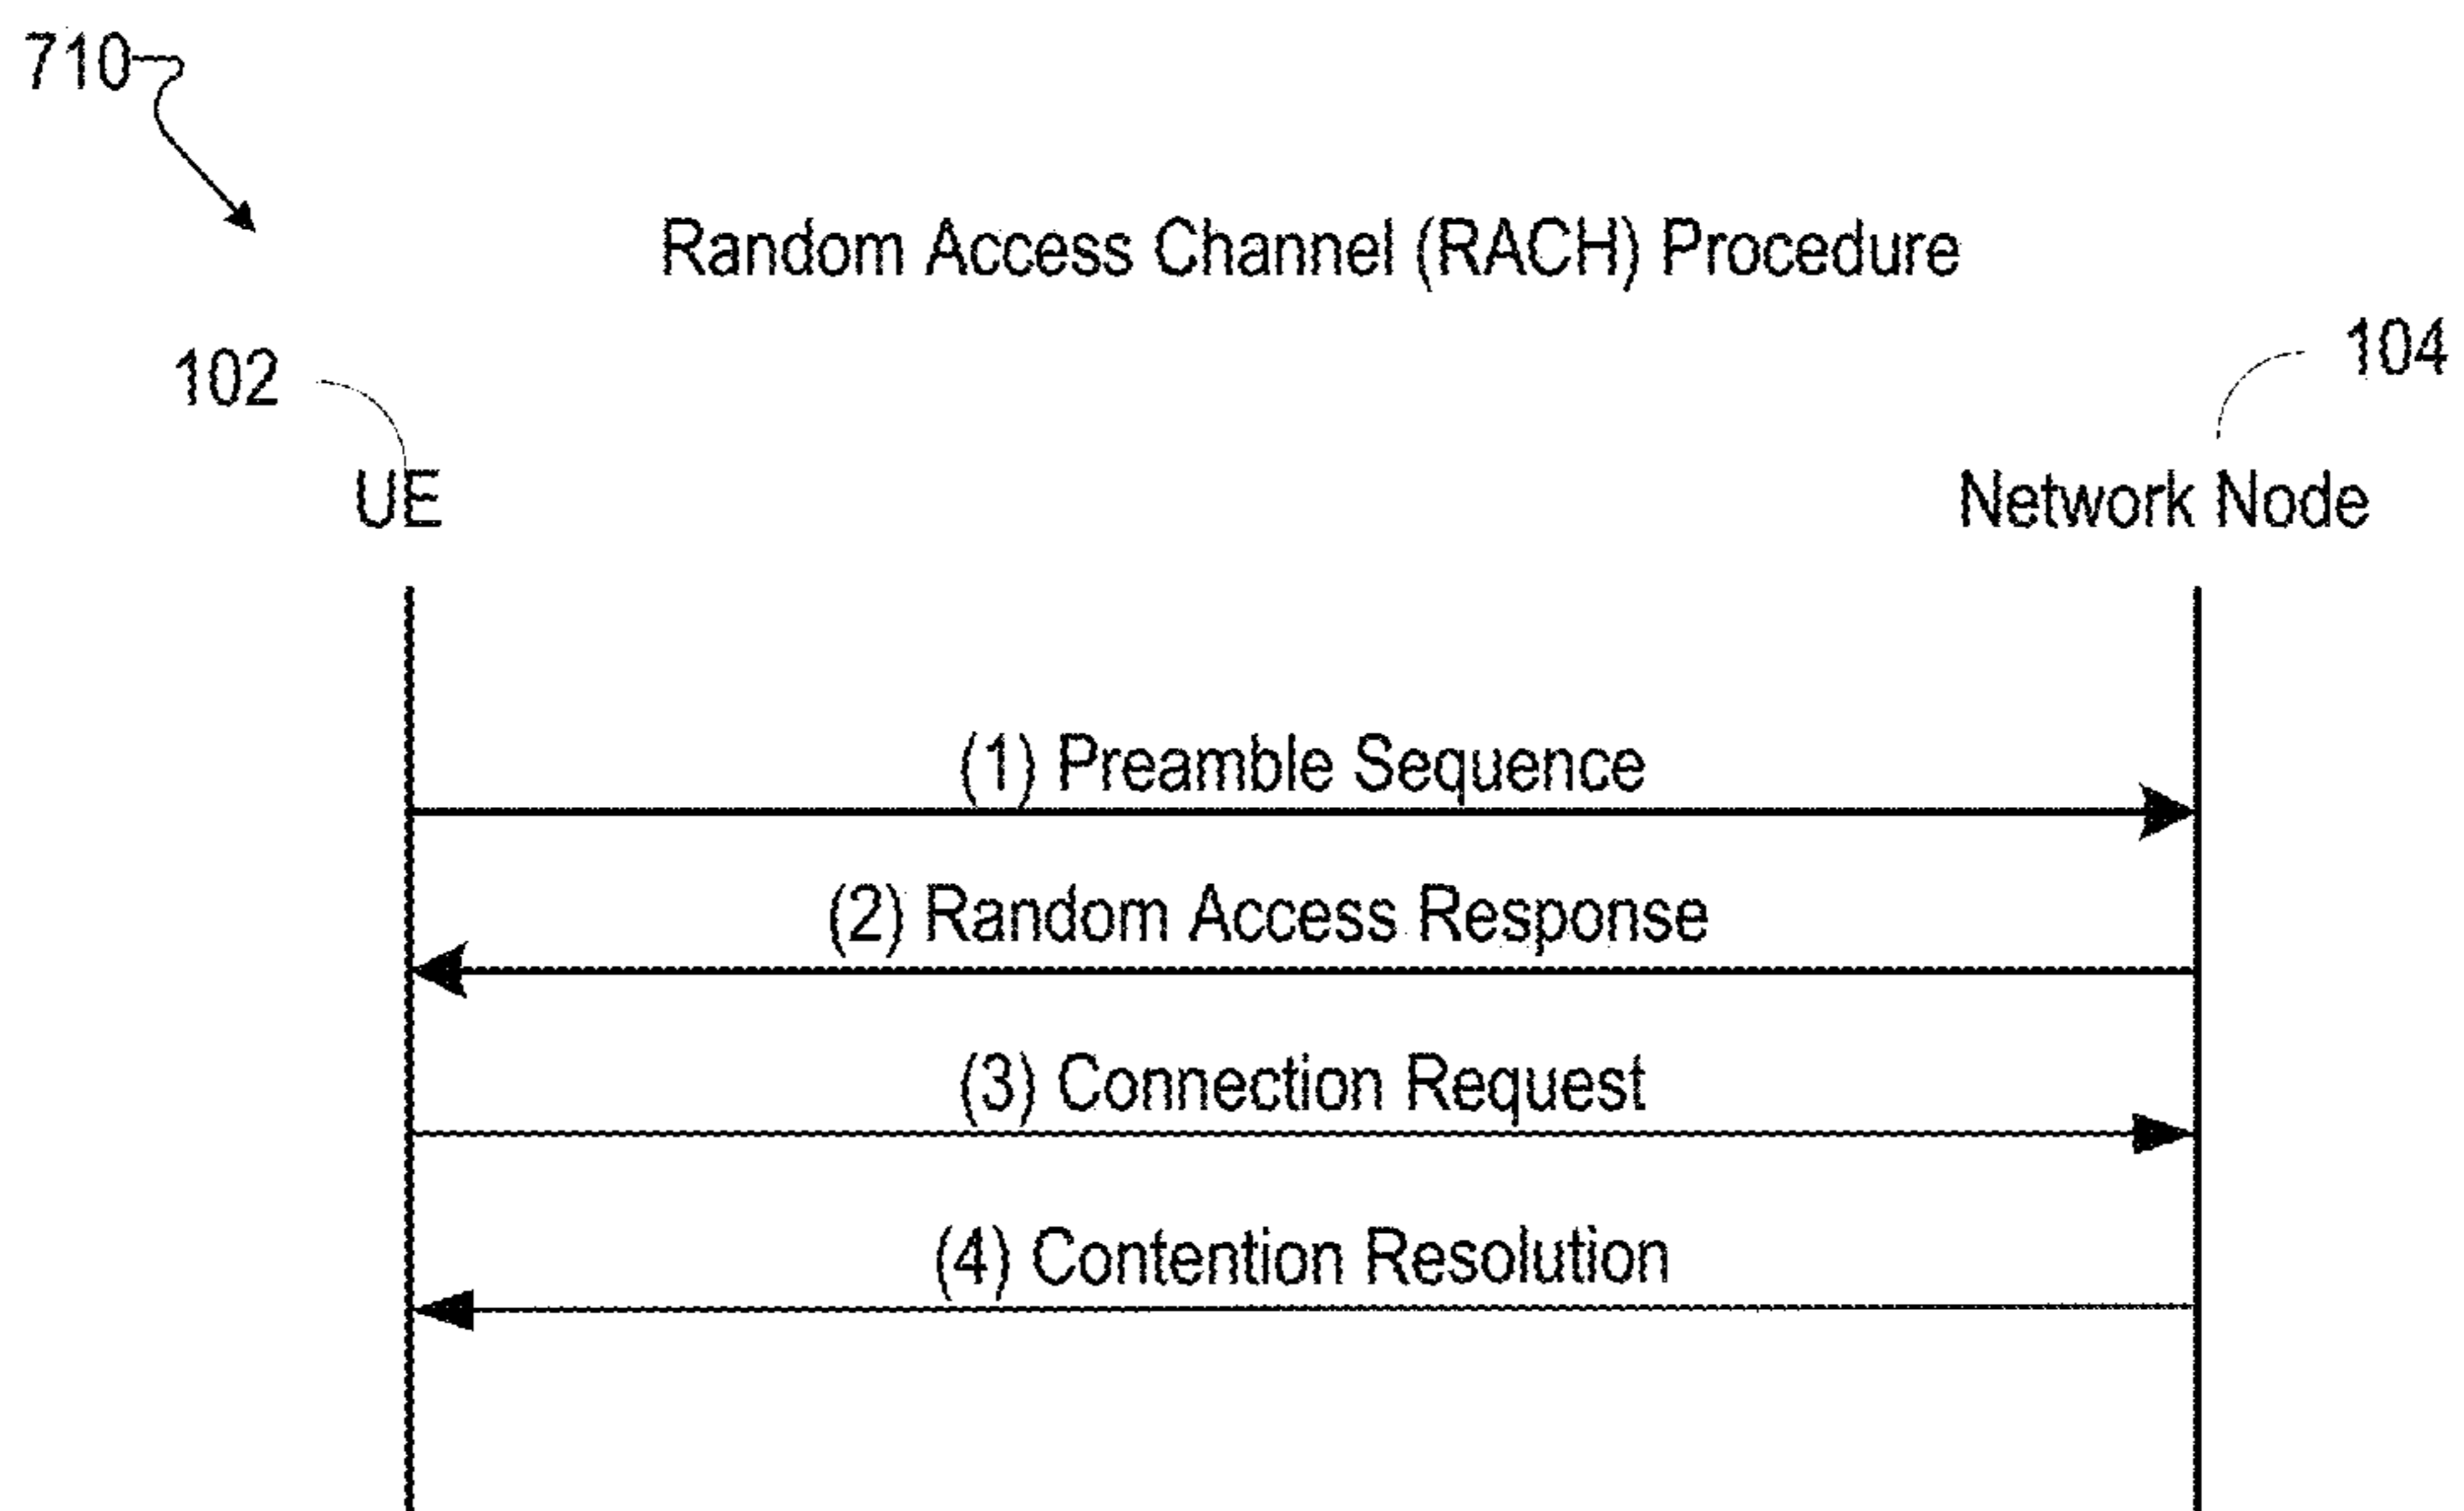 710
Random Access Channel (RACH) Procedure
102
104
UE
Network Node
(1) Preamble Sequence
(2) Random Access Response
(3) Connection Request
(4) Contention Resolution